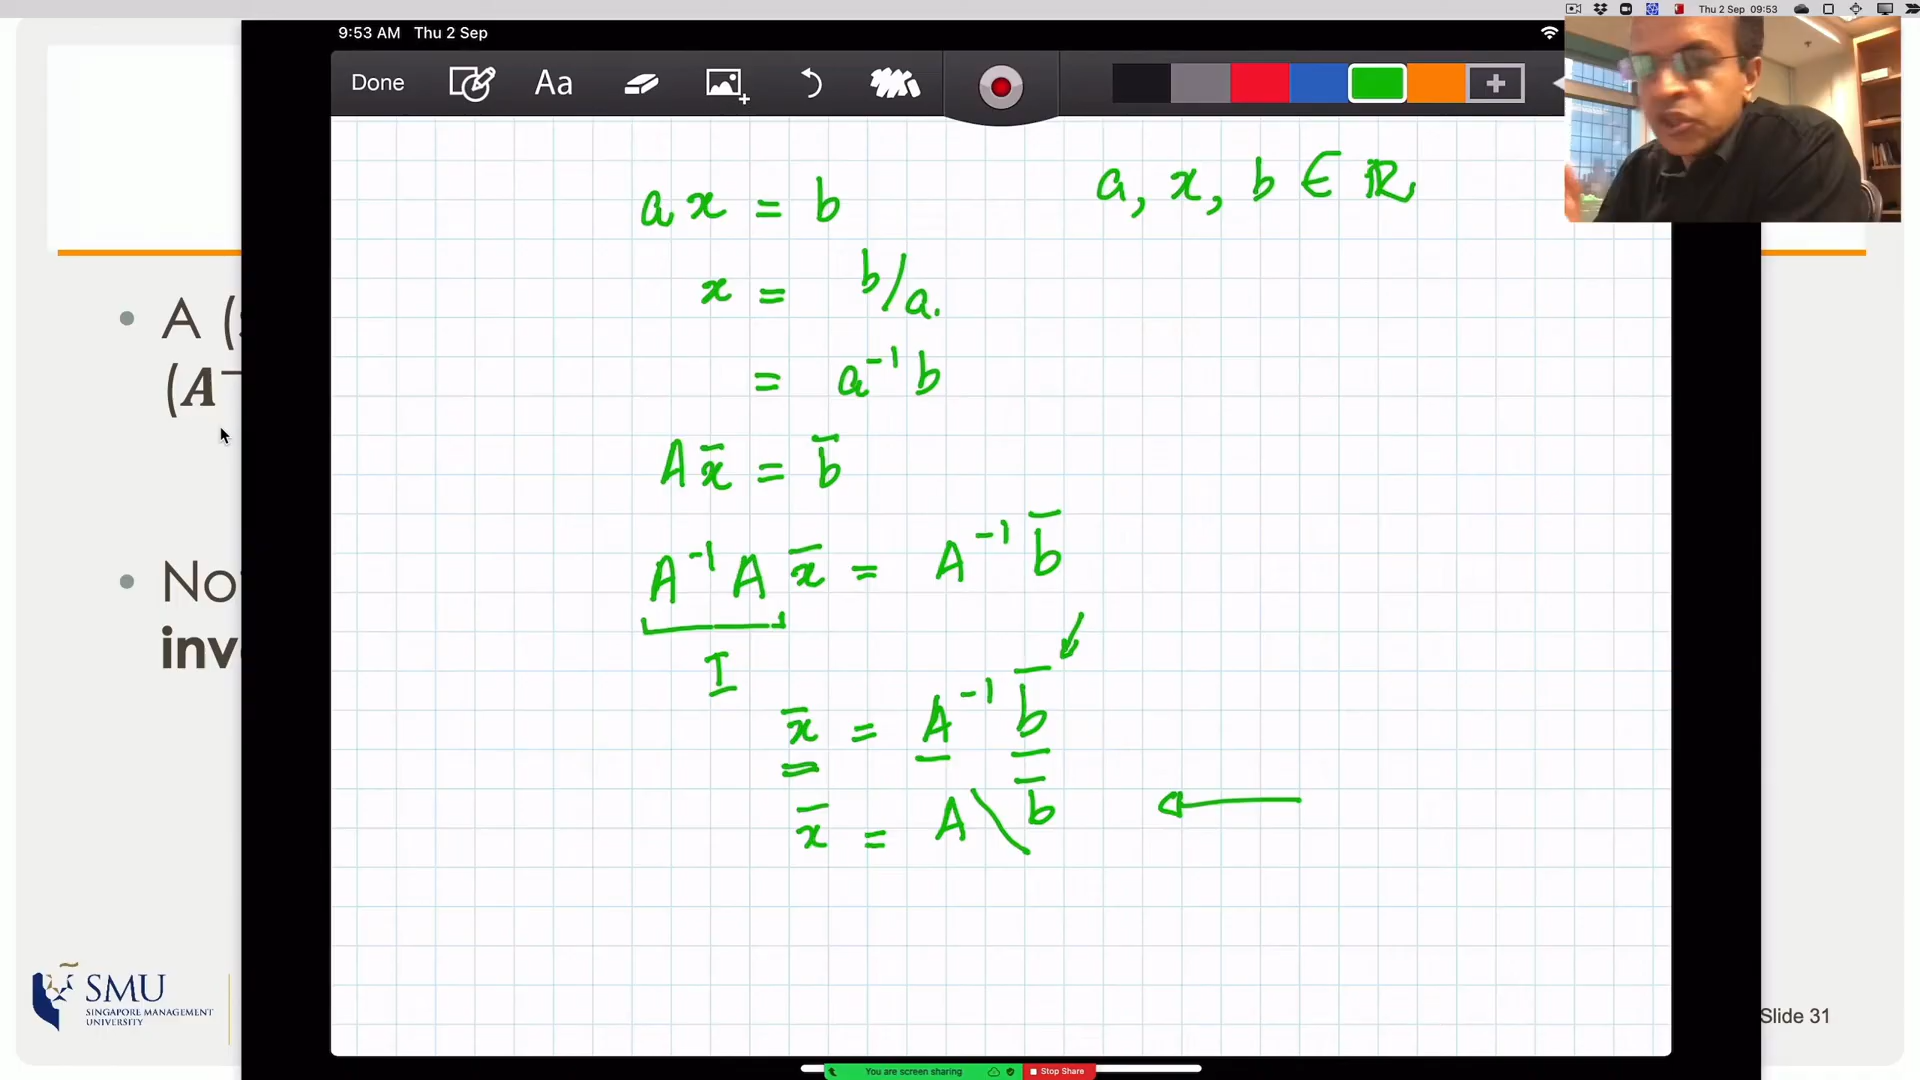 Thu 2 Sep 09:53
9:53 AM Thu 2 Sep
Done
Aa
a x = b
a, x, b ∈ ℝ
x = b/a.
= a⁻¹ b
A x̄ = b̄
A⁻¹ A x̄ = A⁻¹ b̄
I
x̄ = A⁻¹ b̄
x̄ = A \ b̄
A (
(A⁻
No
inv
SMU
SINGAPORE MANAGEMENT
UNIVERSITY
Slide 31
You are screen sharing
Stop Share